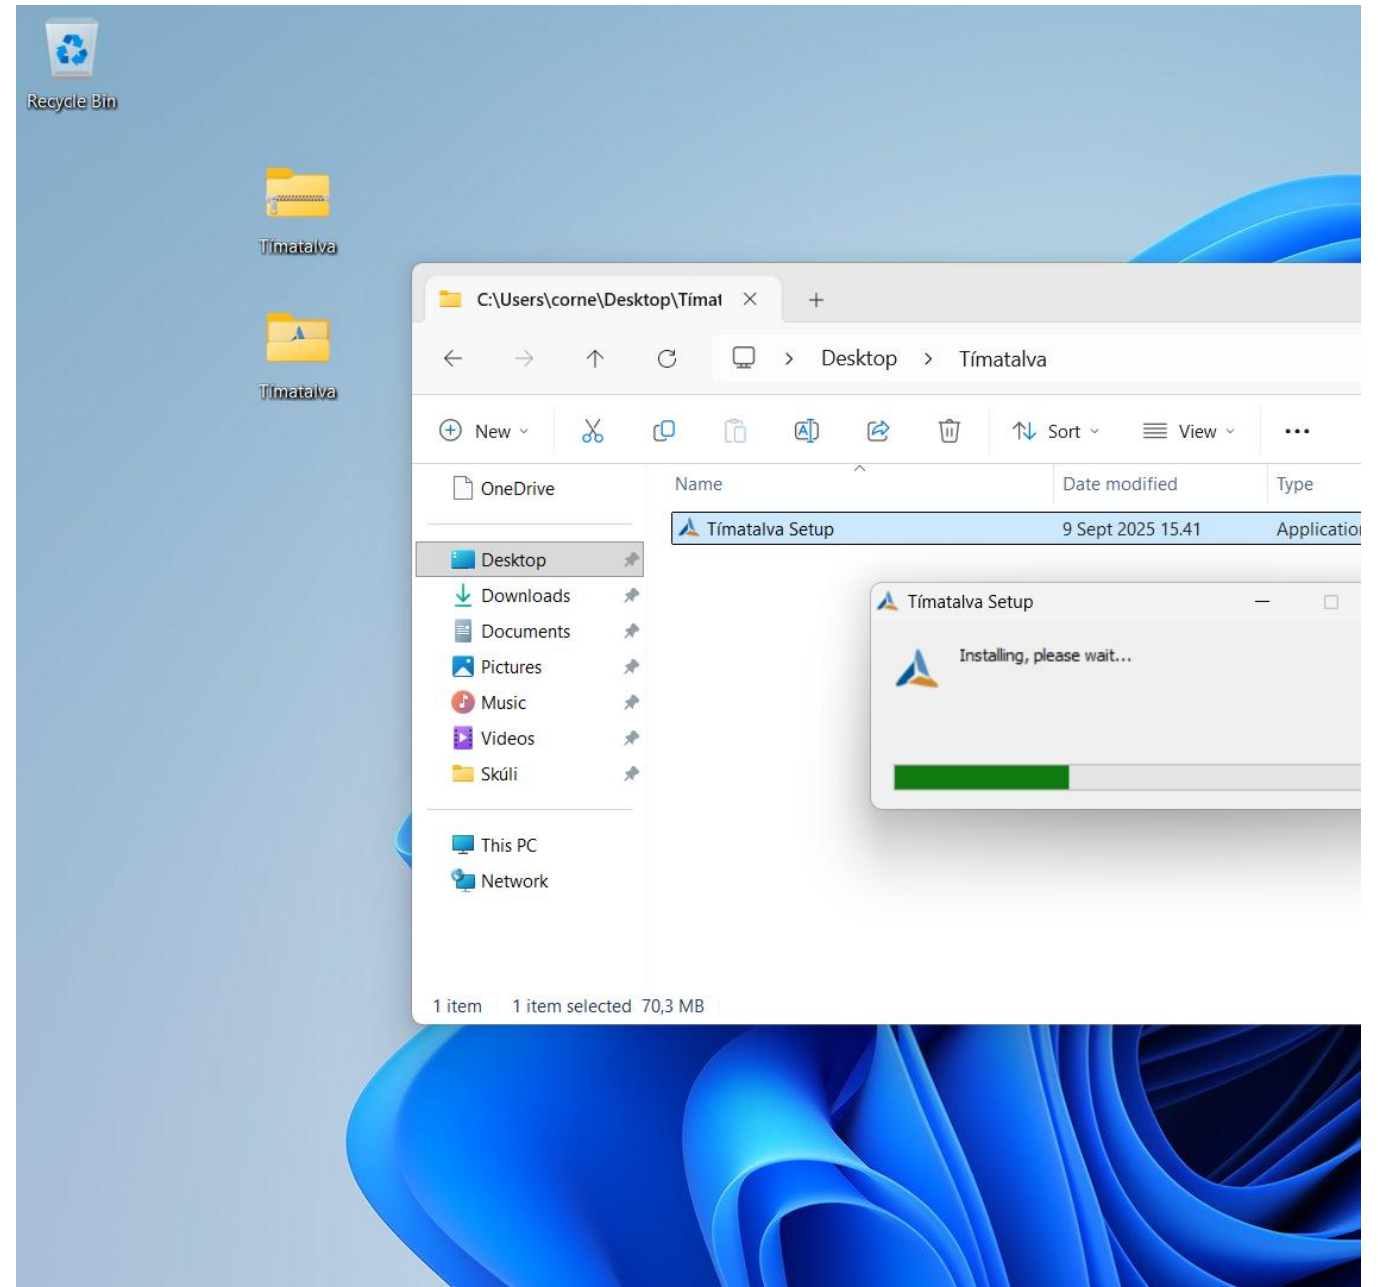 Recycle Bin
Tímatalva
Tímatalva
C:\Users\corne\Desktop\Tímat
Desktop > Tímatalva
New
Sort
View
OneDrive
Name
Date modified
Type
Tímatalva Setup
9 Sept 2025 15.41
Application
Desktop
Downloads
Documents
Pictures
Music
Videos
Skúli
This PC
Network
Tímatalva Setup
Installing, please wait...
1 item
1 item selected 70,3 MB